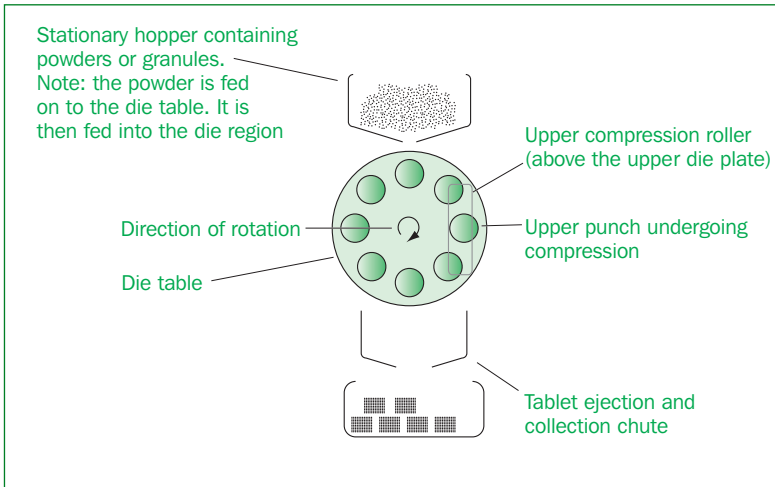 Stationary hopper containing
powders or granules.
Note: the powder is fed
on to the die table. It is
then fed into the die region
Upper compression roller
(above the upper die plate)
Direction of rotation
Upper punch undergoing
compression
Die table
Tablet ejection and
collection chute